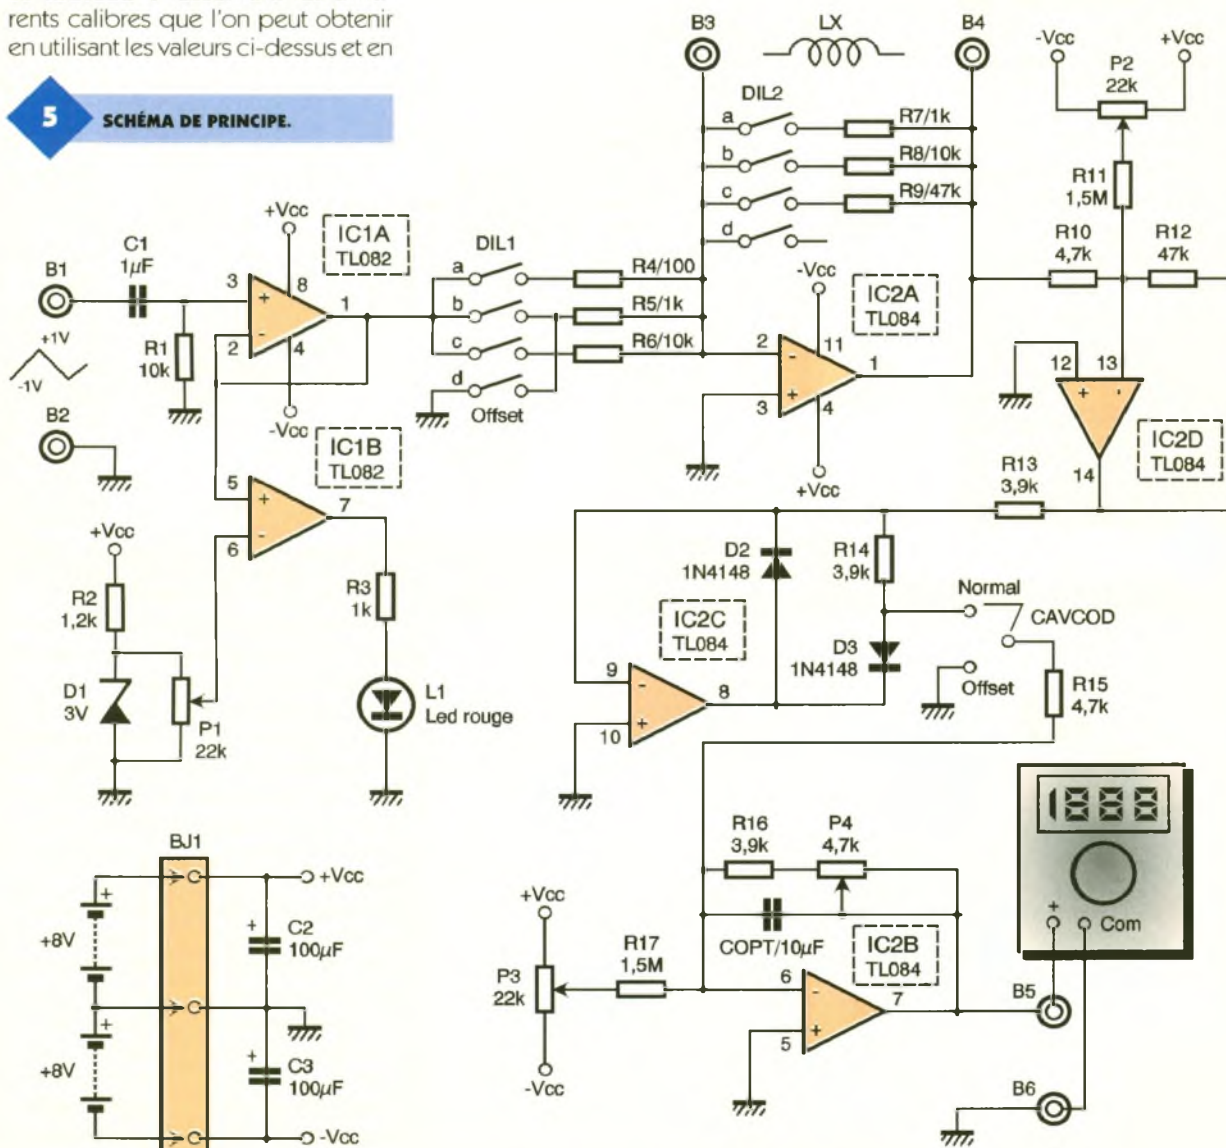 rents calibres que l'on peut obtenir
en utilisant les valeurs ci-dessus et en
5 SCHÉMA DE PRINCIPE.
B3
LX
B4
-Vcc
+Vcc
P2
22k
DIL2
a
R7/1k
b
R8/10k
c
R9/47k
d
R11
1,5M
R10
4,7k
R12
47k
+Vcc
IC1A
TL082
C1
1µF
B1
3
+
8
1
-
2
4
R1
10k
+1V
-1V
-Vcc
B2
DIL1
a
R4/100
b
R5/1k
c
R6/10k
d
Offset
-Vcc
IC2A
TL084
2
-
11
1
+
3
4
+Vcc
12
13
+
-
IC2D
TL084
14
IC1B
TL082
5
+
7
-
6
+Vcc
R2
1,2k
D1
3V
P1
22k
R3
1k
L1
Led rouge
R13
3,9k
D2
1N4148
R14
3,9k
Normal
CAVCOD
IC2C
TL084
D3
1N4148
Offset
9
-
8
+
10
R15
4,7k
1888
+
Com
BJ1
+
+8V
+Vcc
+
C2
100µF
+
+8V
+
C3
100µF
-Vcc
R16
3,9k
P4
4,7k
COPT/10µF
IC2B
TL084
+Vcc
P3
22k
R17
1,5M
-Vcc
6
-
7
+
5
B5
B6